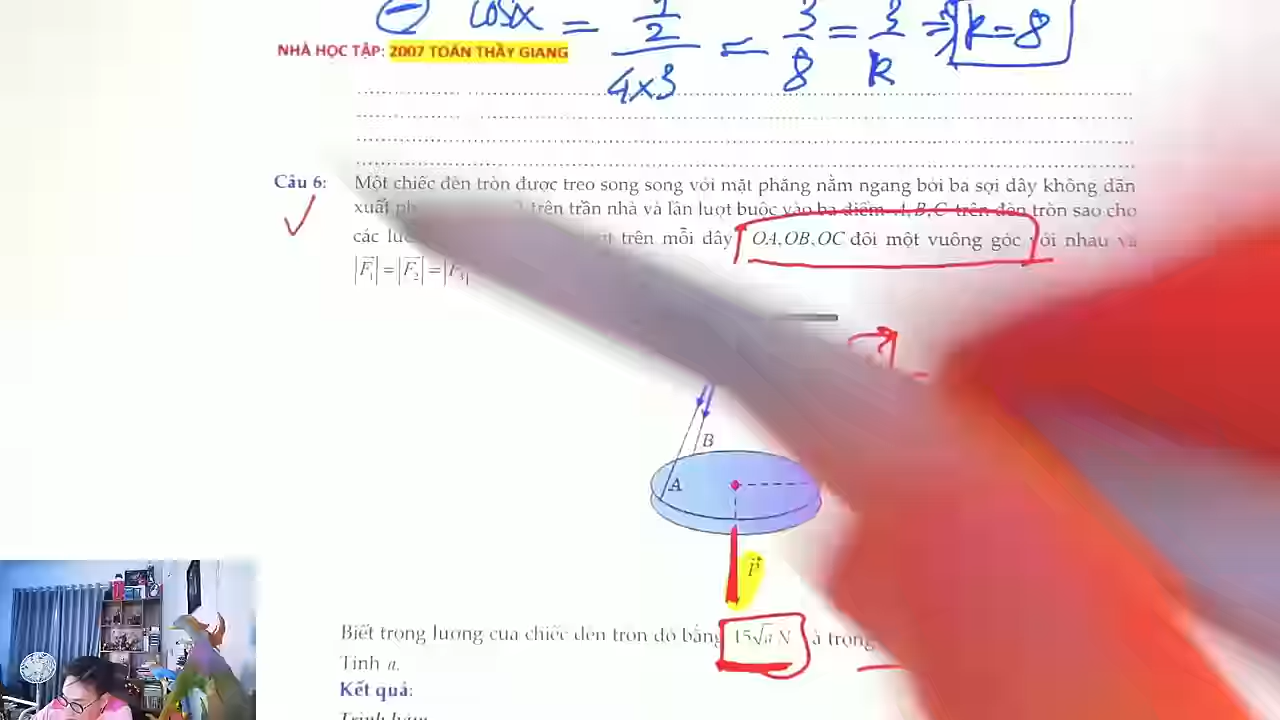 cosx = 1/2 / 4x3 = 3/8 = 3/k ⇒ k=8
NHÀ HỌC TẬP: 2007 TOÁN THẦY GIANG
Câu 6: Một chiếc đèn tròn được treo song song với mặt phẳng nằm ngang bởi ba sợi dây không dãn
xuất trên trần nhà và lần lượt buộc vào ba điểm A, B, C trên đèn tròn sao cho
các trên mỗi dây OA, OB, OC đôi một vuông góc với nhau và
|F₁| = |F₂| =
B
A
P
Biết trọng lượng của chiếc đèn tròn đó bằng 15√a N
Tính a.
Kết quả: